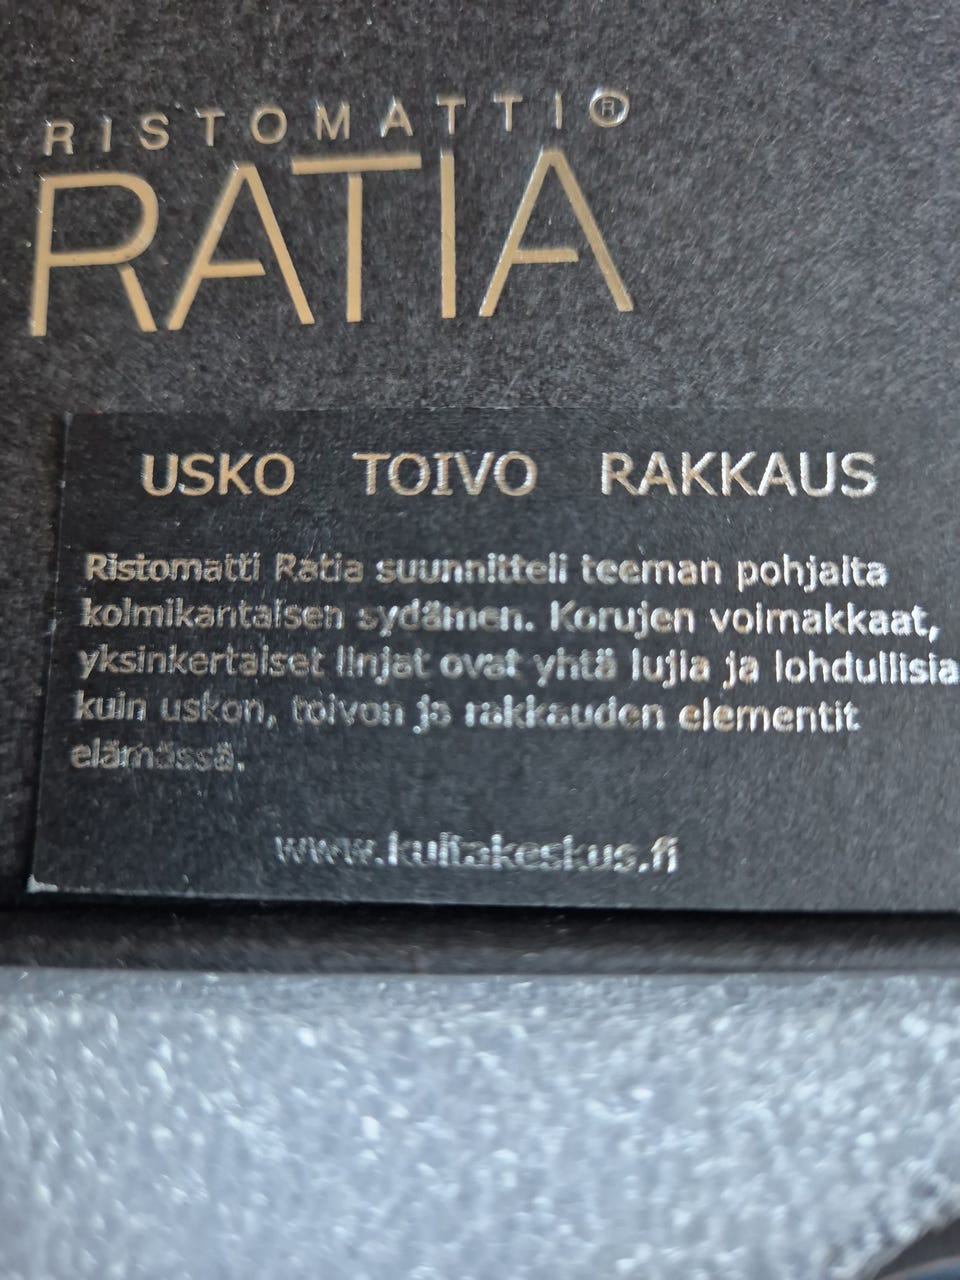 RISTOMATTI®
RATIA
USKO TOIVO RAKKAUS
Ristomatti Ratia suunnitteli teeman pohjalta
kolmikantaisen sydämen. Korujen voimakkaat,
yksinkertaiset linjat ovat yhtä lujia ja lohdullisia
kuin uskon, toivon ja rakkauden elementit
elämässä.
www.kultakeskus.fi